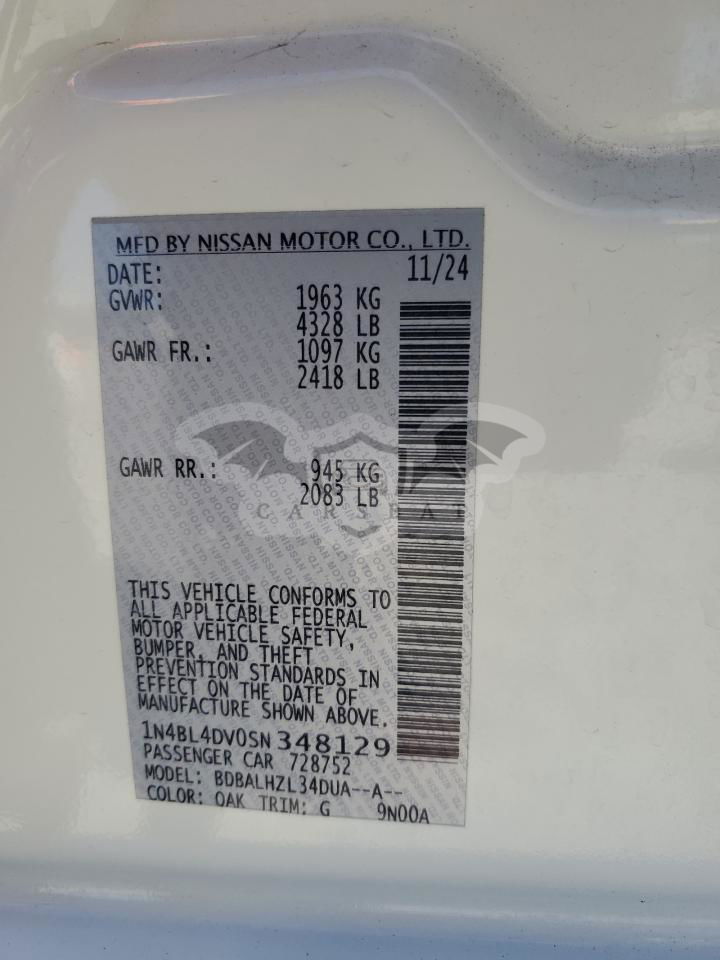 MFD BY NISSAN MOTOR CO., LTD.
DATE: 11/24
GVWR: 1963 KG
4328 LB
GAWR FR.: 1097 KG
2418 LB
GAWR RR.: 945 KG
2083 LB
CARSBAT
THIS VEHICLE CONFORMS TO
ALL APPLICABLE FEDERAL
MOTOR VEHICLE SAFETY,
BUMPER, AND THEFT
PREVENTION STANDARDS IN
EFFECT ON THE DATE OF
MANUFACTURE SHOWN ABOVE.
1N4BL4DV0SN348129
PASSENGER CAR 728752
MODEL: BDBALHZL34DUA--A--
COLOR: QAK TRIM: G 9N00A